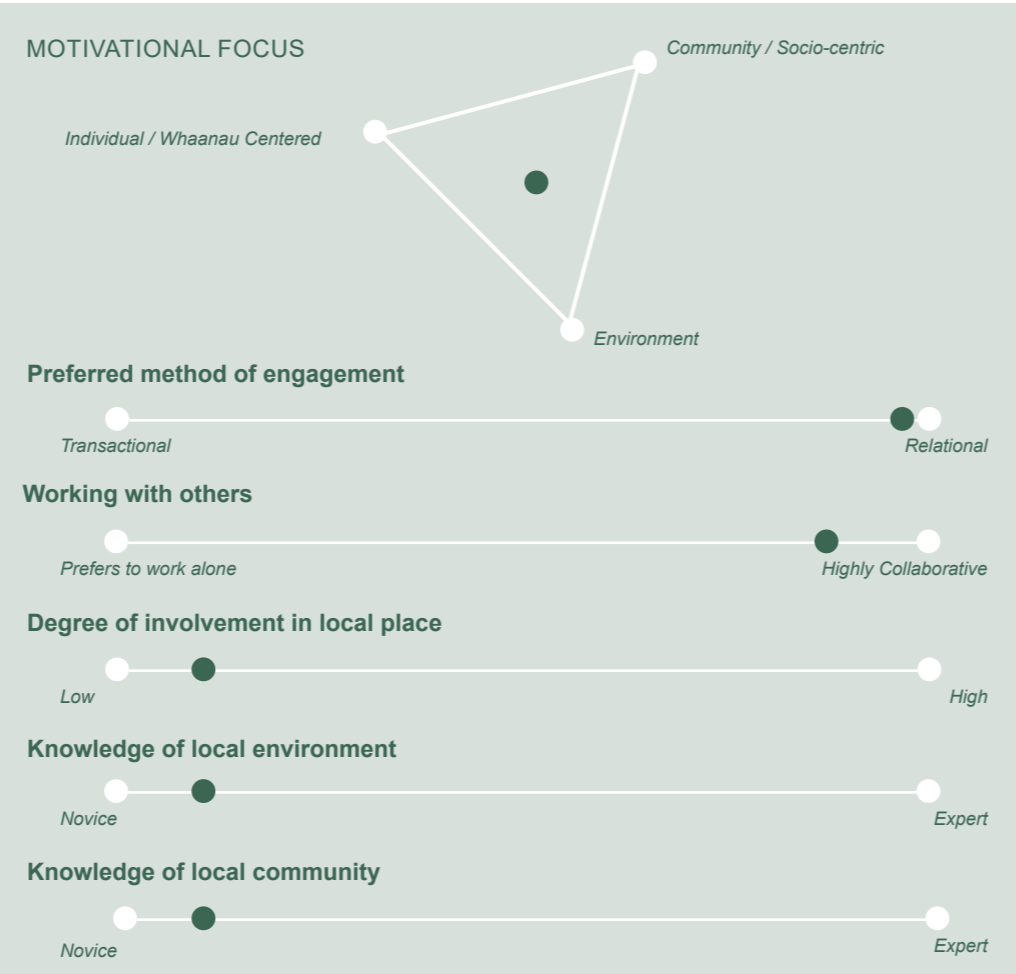 MOTIVATIONAL FOCUS
Community / Socio-centric
Individual / Whaanau Centered
Environment
Preferred method of engagement
Transactional
Relational
Working with others
Prefers to work alone
Highly Collaborative
Degree of involvement in local place
Low
High
Knowledge of local environment
Novice
Expert
Knowledge of local community
Novice
Expert